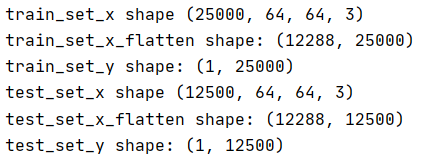 train_set_x shape (25000, 64, 64, 3)
train_set_x_flatten shape: (12288, 25000)
train_set_y shape: (1, 25000)
test_set_x shape (12500, 64, 64, 3)
test_set_x_flatten shape: (12288, 12500)
test_set_y shape: (1, 12500)